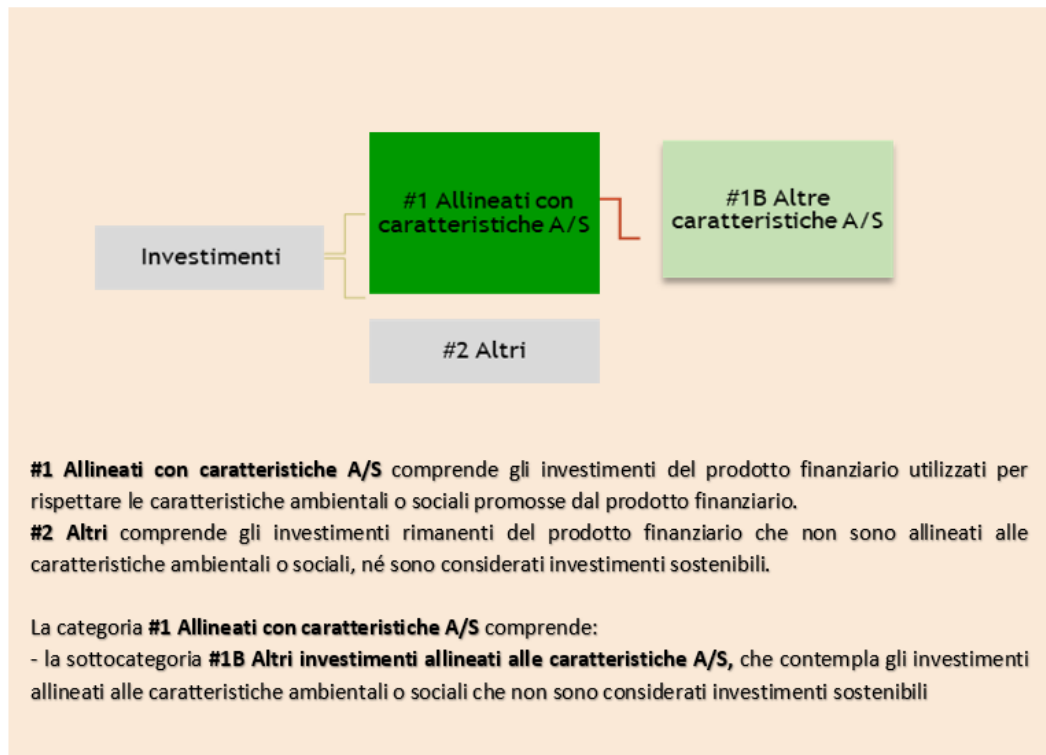 #1 Allineati con
caratteristiche A/S
#1B Altre
caratteristiche A/S
Investimenti
#2 Altri
#1 Allineati con caratteristiche A/S comprende gli investimenti del prodotto finanziario utilizzati per
rispettare le caratteristiche ambientali o sociali promosse dal prodotto finanziario.
#2 Altri comprende gli investimenti rimanenti del prodotto finanziario che non sono allineati alle
caratteristiche ambientali o sociali, né sono considerati investimenti sostenibili.
La categoria #1 Allineati con caratteristiche A/S comprende:
- la sottocategoria #1B Altri investimenti allineati alle caratteristiche A/S, che contempla gli investimenti
allineati alle caratteristiche ambientali o sociali che non sono considerati investimenti sostenibili